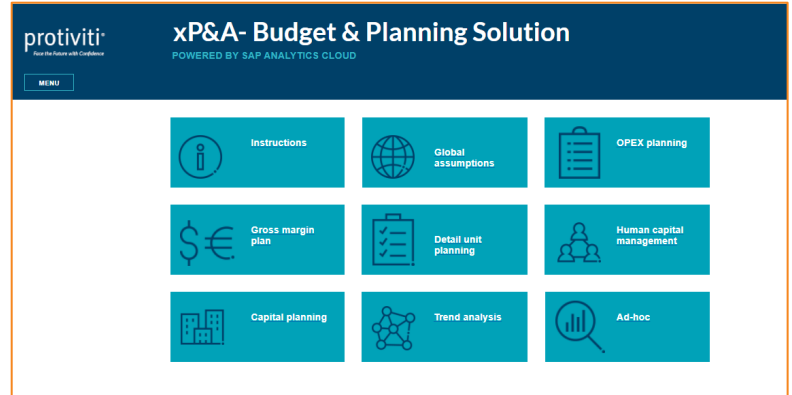 protiviti®
Face the Future with Confidence
MENU
xP&A- Budget & Planning Solution
POWERED BY SAP ANALYTICS CLOUD
Instructions
Global
assumptions
OPEX planning
Gross margin
plan
Detail unit
planning
Human capital
management
Capital planning
Trend analysis
Ad-hoc